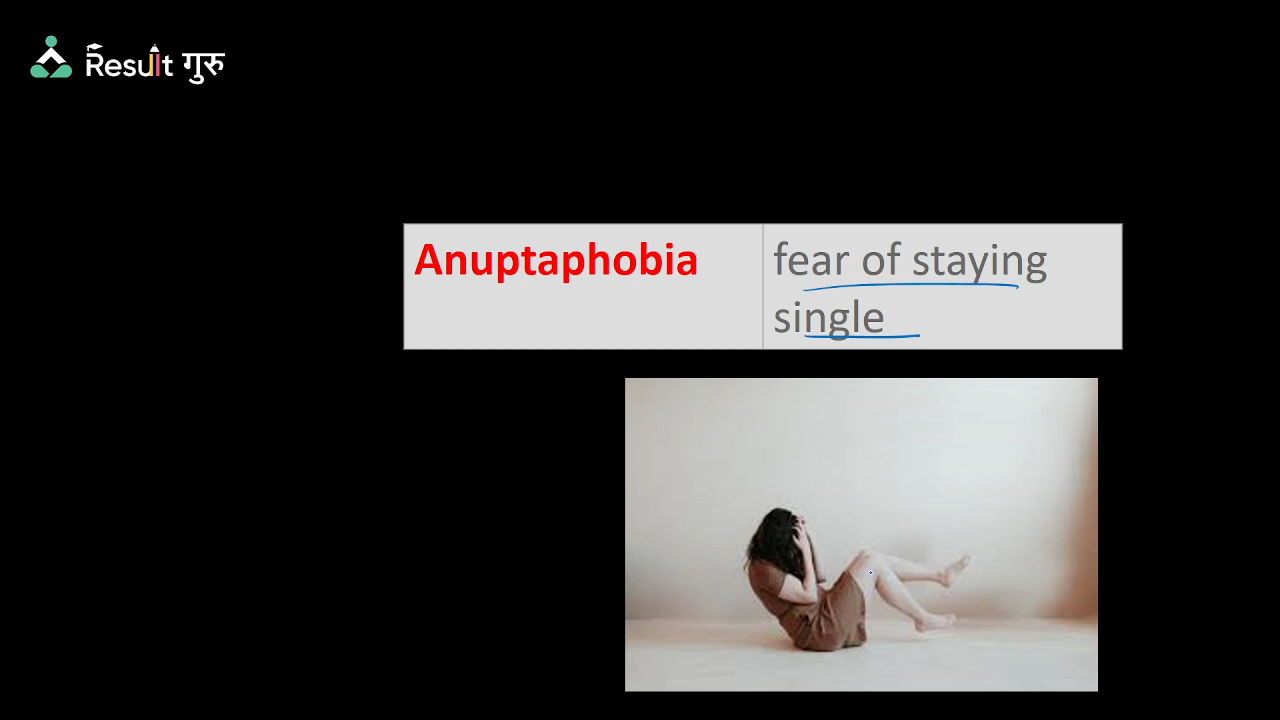 Result गुरु
Anuptaphobia
fear of staying
single